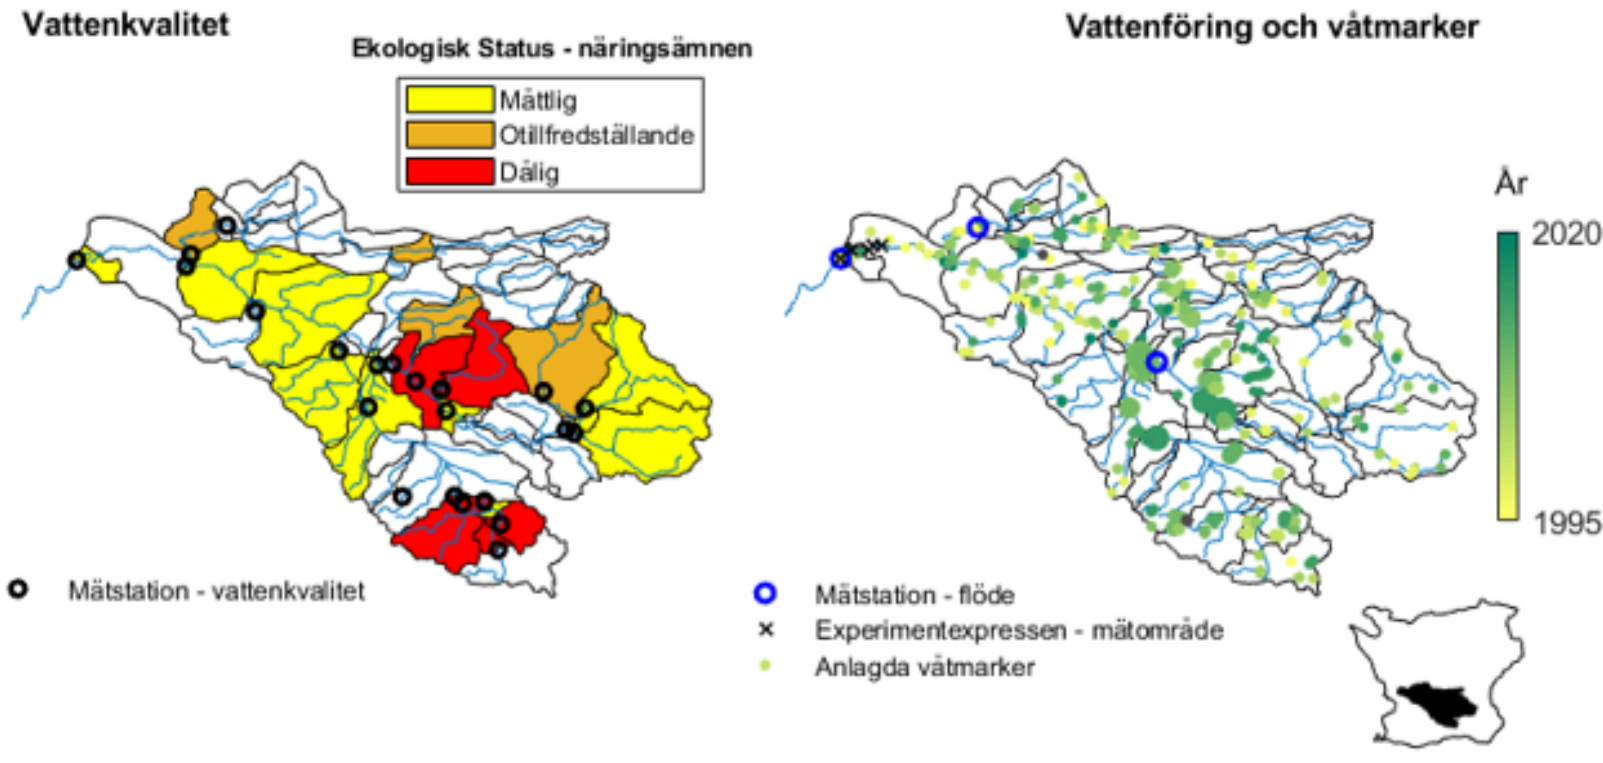 Vattenkvalitet
Ekologisk Status - näringsämnen
Måttlig
Otillfredställande
Dålig
Mätstation - vattenkvalitet
Vattenföring och våtmarker
År
2020
1995
Mätstation - flöde
Experimentexpressen - mätområde
Anlagda våtmarker